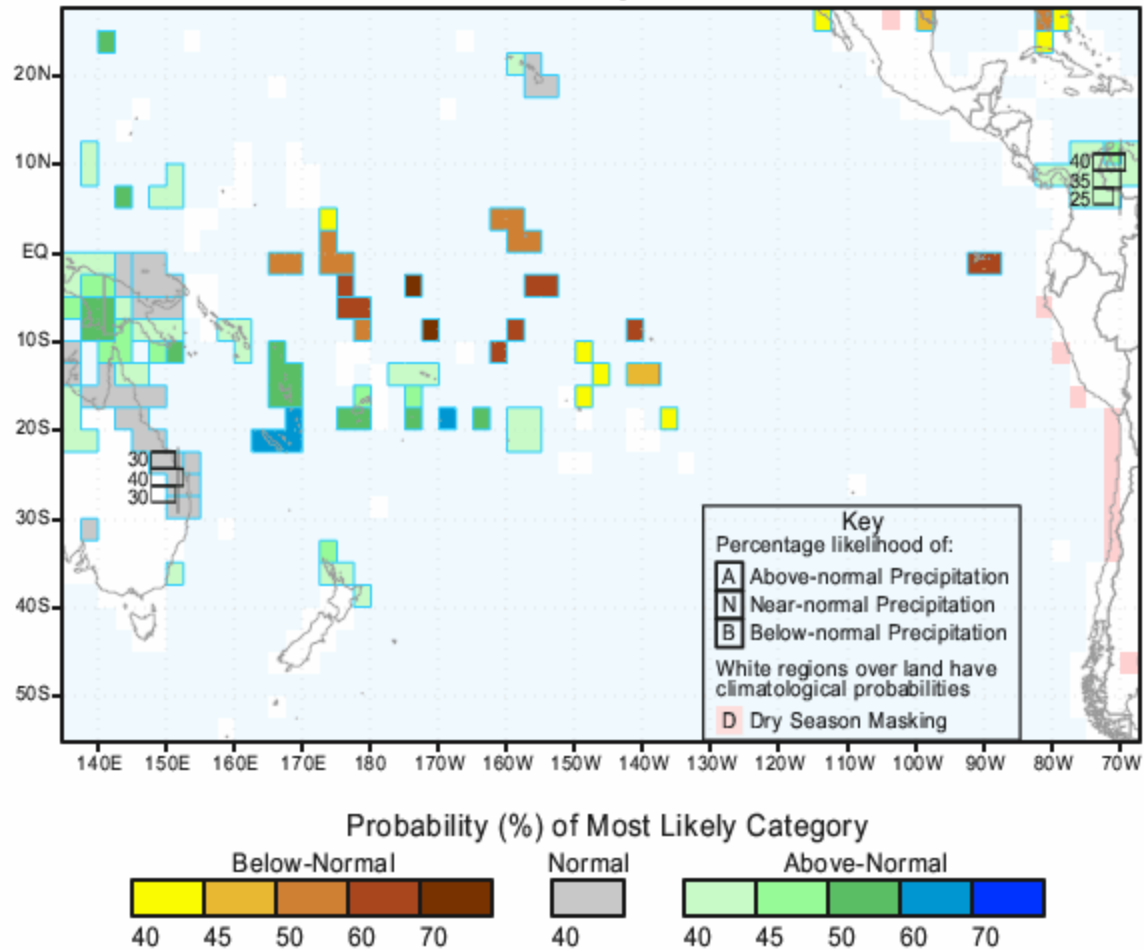 20N
10N
EQ
10S
20S
30S
40S
50S
40
35
25
30
40
30
Key
Percentage likelihood of:
A Above-normal Precipitation
N Near-normal Precipitation
B Below-normal Precipitation
White regions over land have
climatological probabilities
D Dry Season Masking
140E 150E 160E 170E 180 170W 160W 150W 140W 130W 120W 110W 100W 90W 80W 70W
Probability (%) of Most Likely Category
Below-Normal Normal Above-Normal
40 45 50 60 70 40 40 45 50 60 70